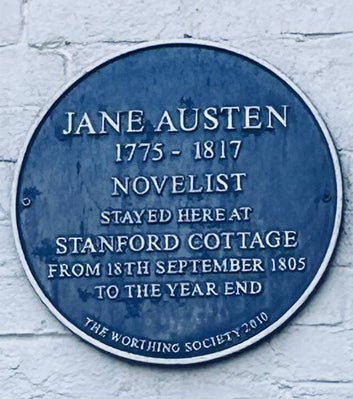 JANE AUSTEN
1775 - 1817
NOVELIST
STAYED HERE AT
STANFORD COTTAGE
FROM 18TH SEPTEMBER 1805
TO THE YEAR END
THE WORTHING SOCIETY 2010